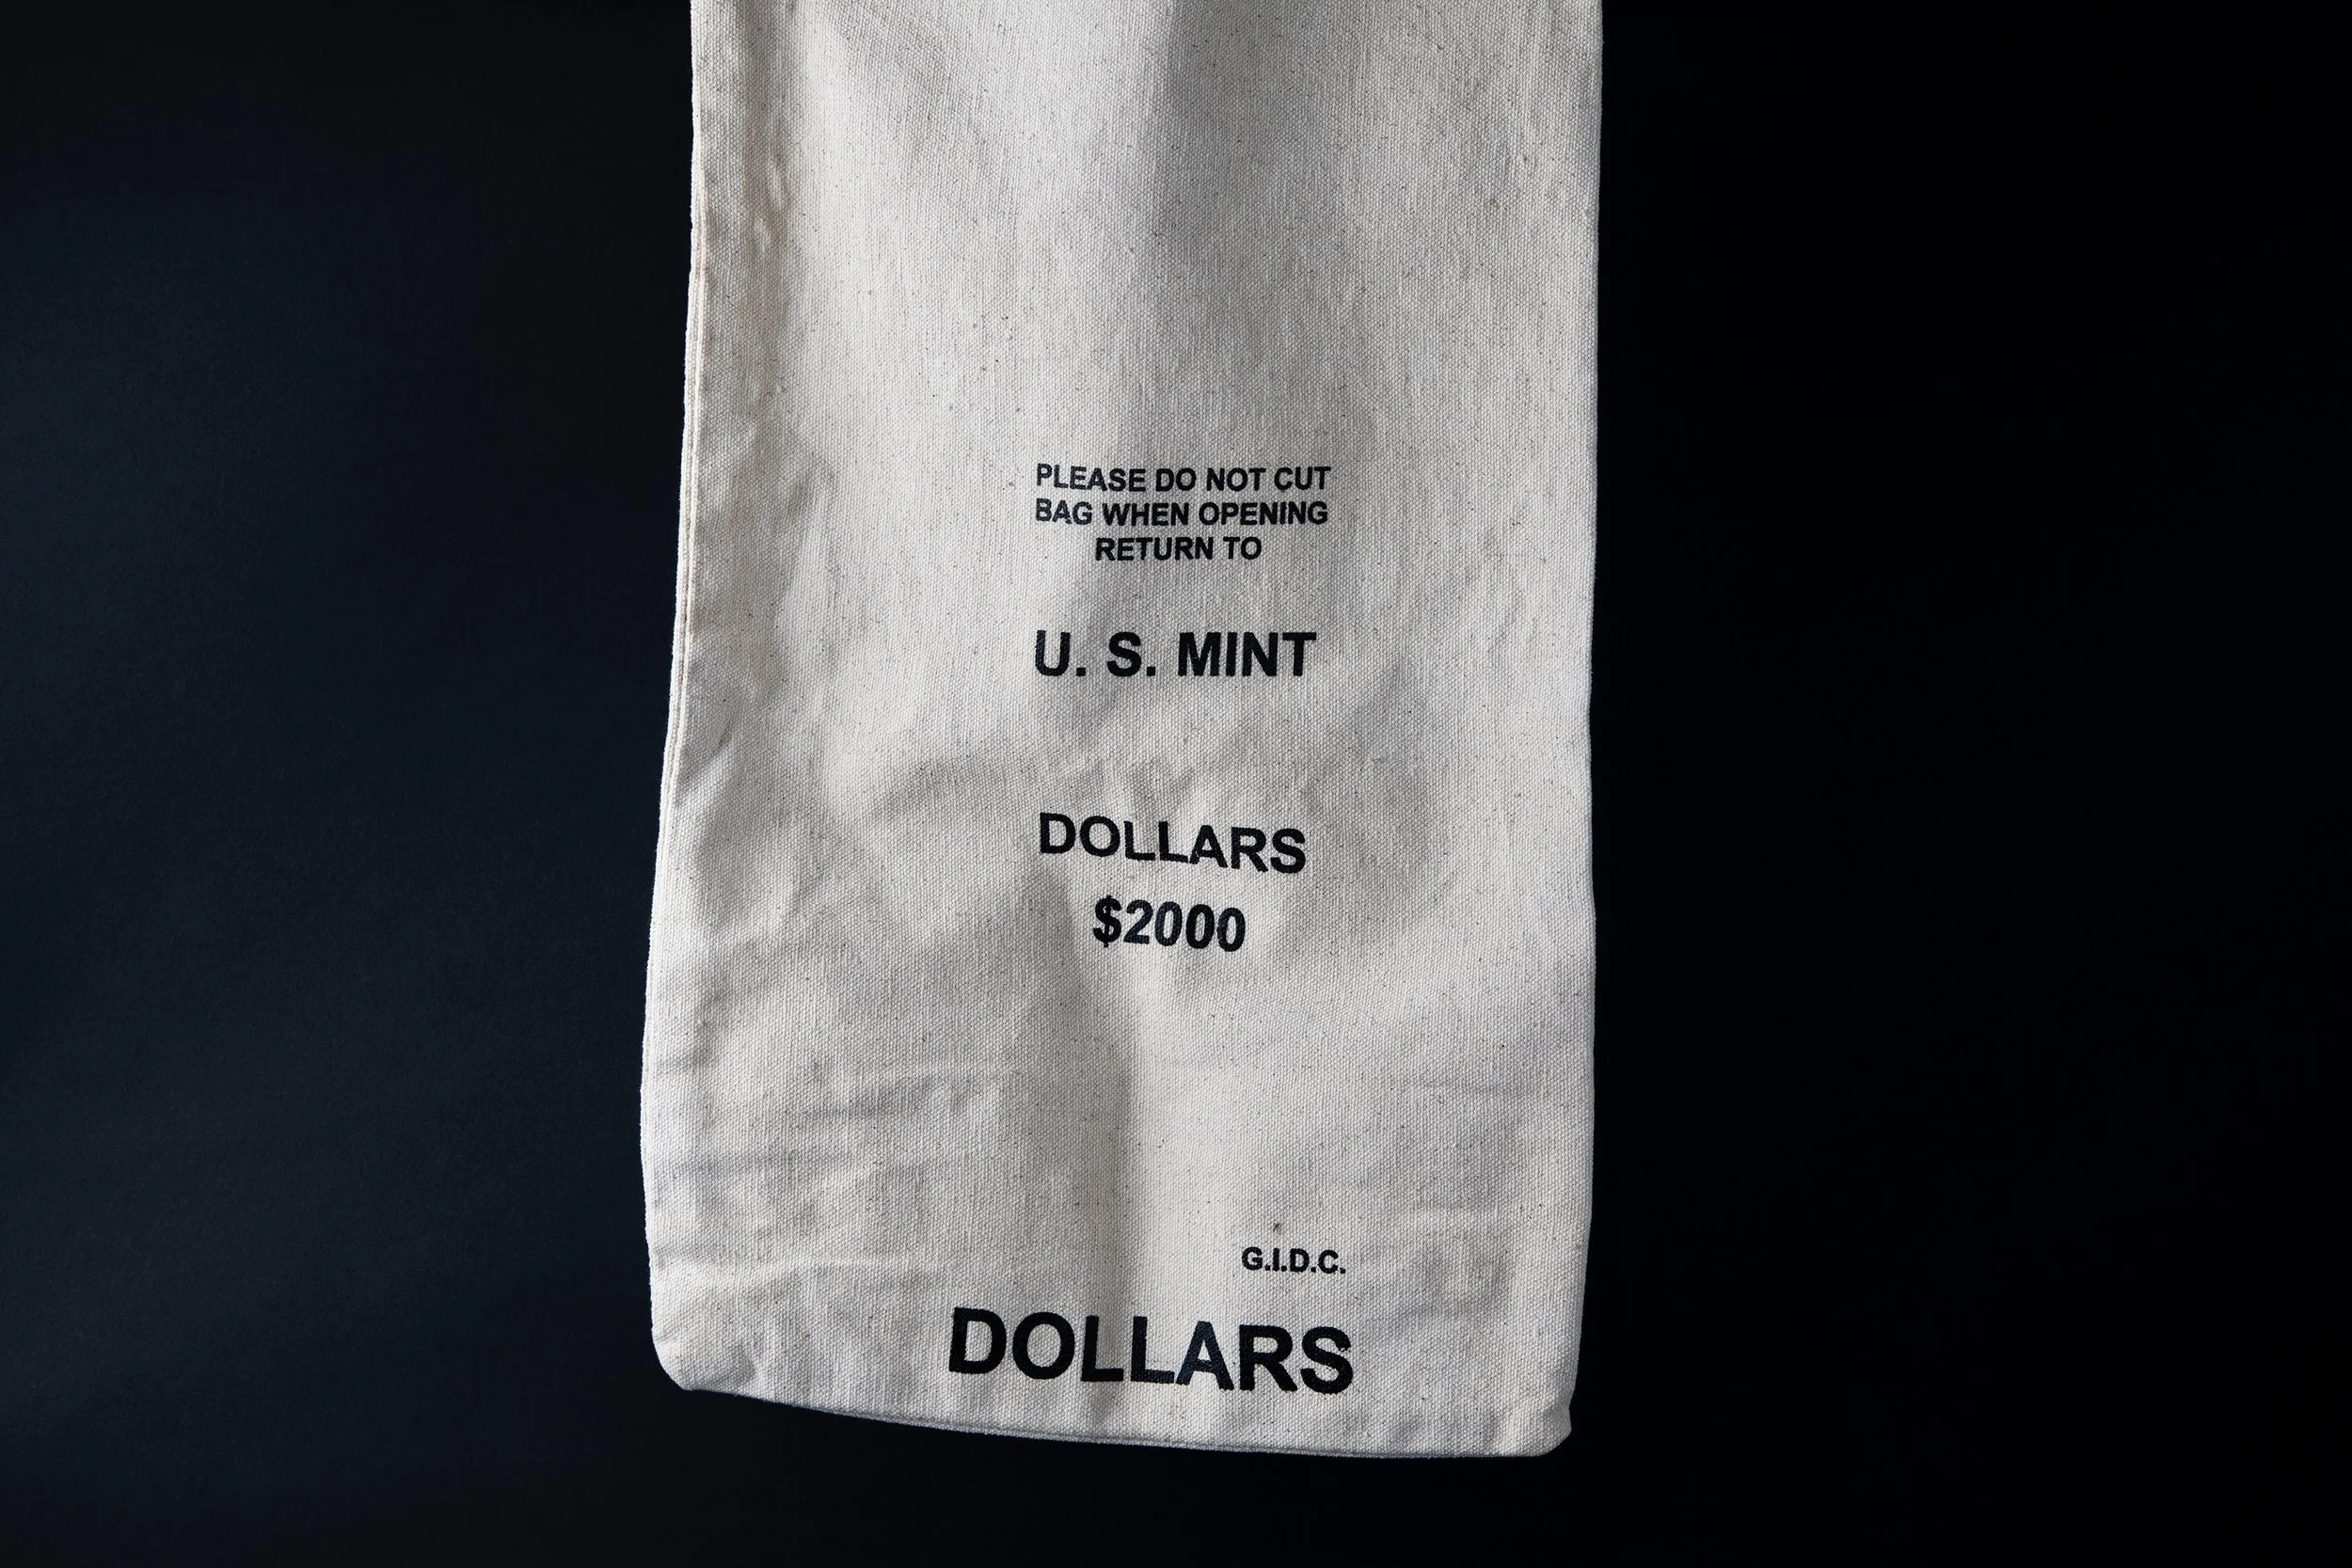 PLEASE DO NOT CUT
BAG WHEN OPENING
RETURN TO
U. S. MINT
DOLLARS
$2000
G.I.D.C.
DOLLARS